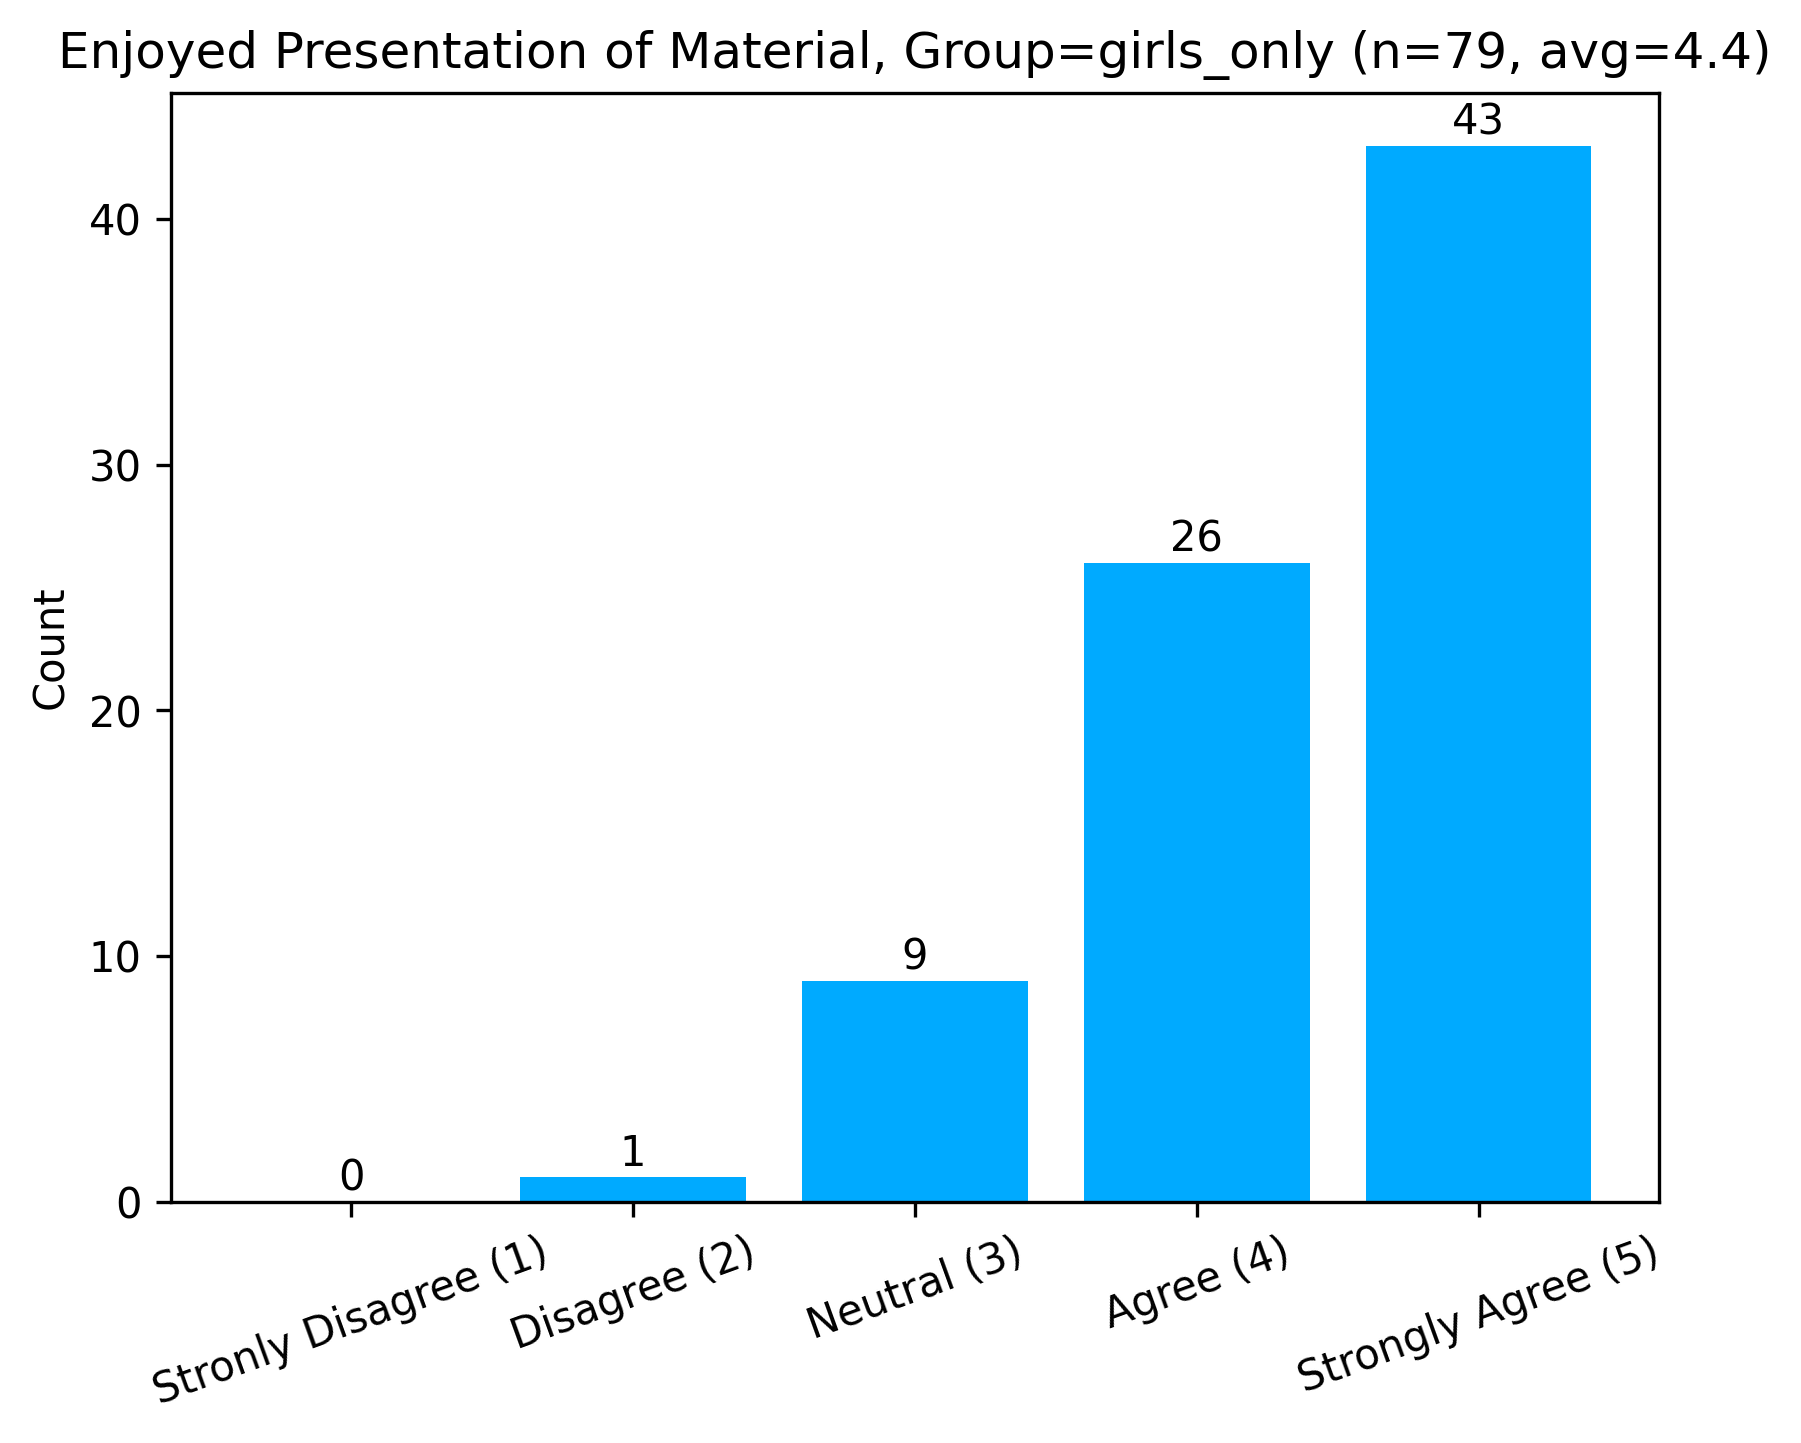 Enjoyed Presentation of Material, Group=girls_only (n=79, avg=4.4)
43
40
30
26
Count
20
10
9
1
0
0
Stronly Disagree (1)
Disagree (2)
Neutral (3)
Agree (4)
Strongly Agree (5)